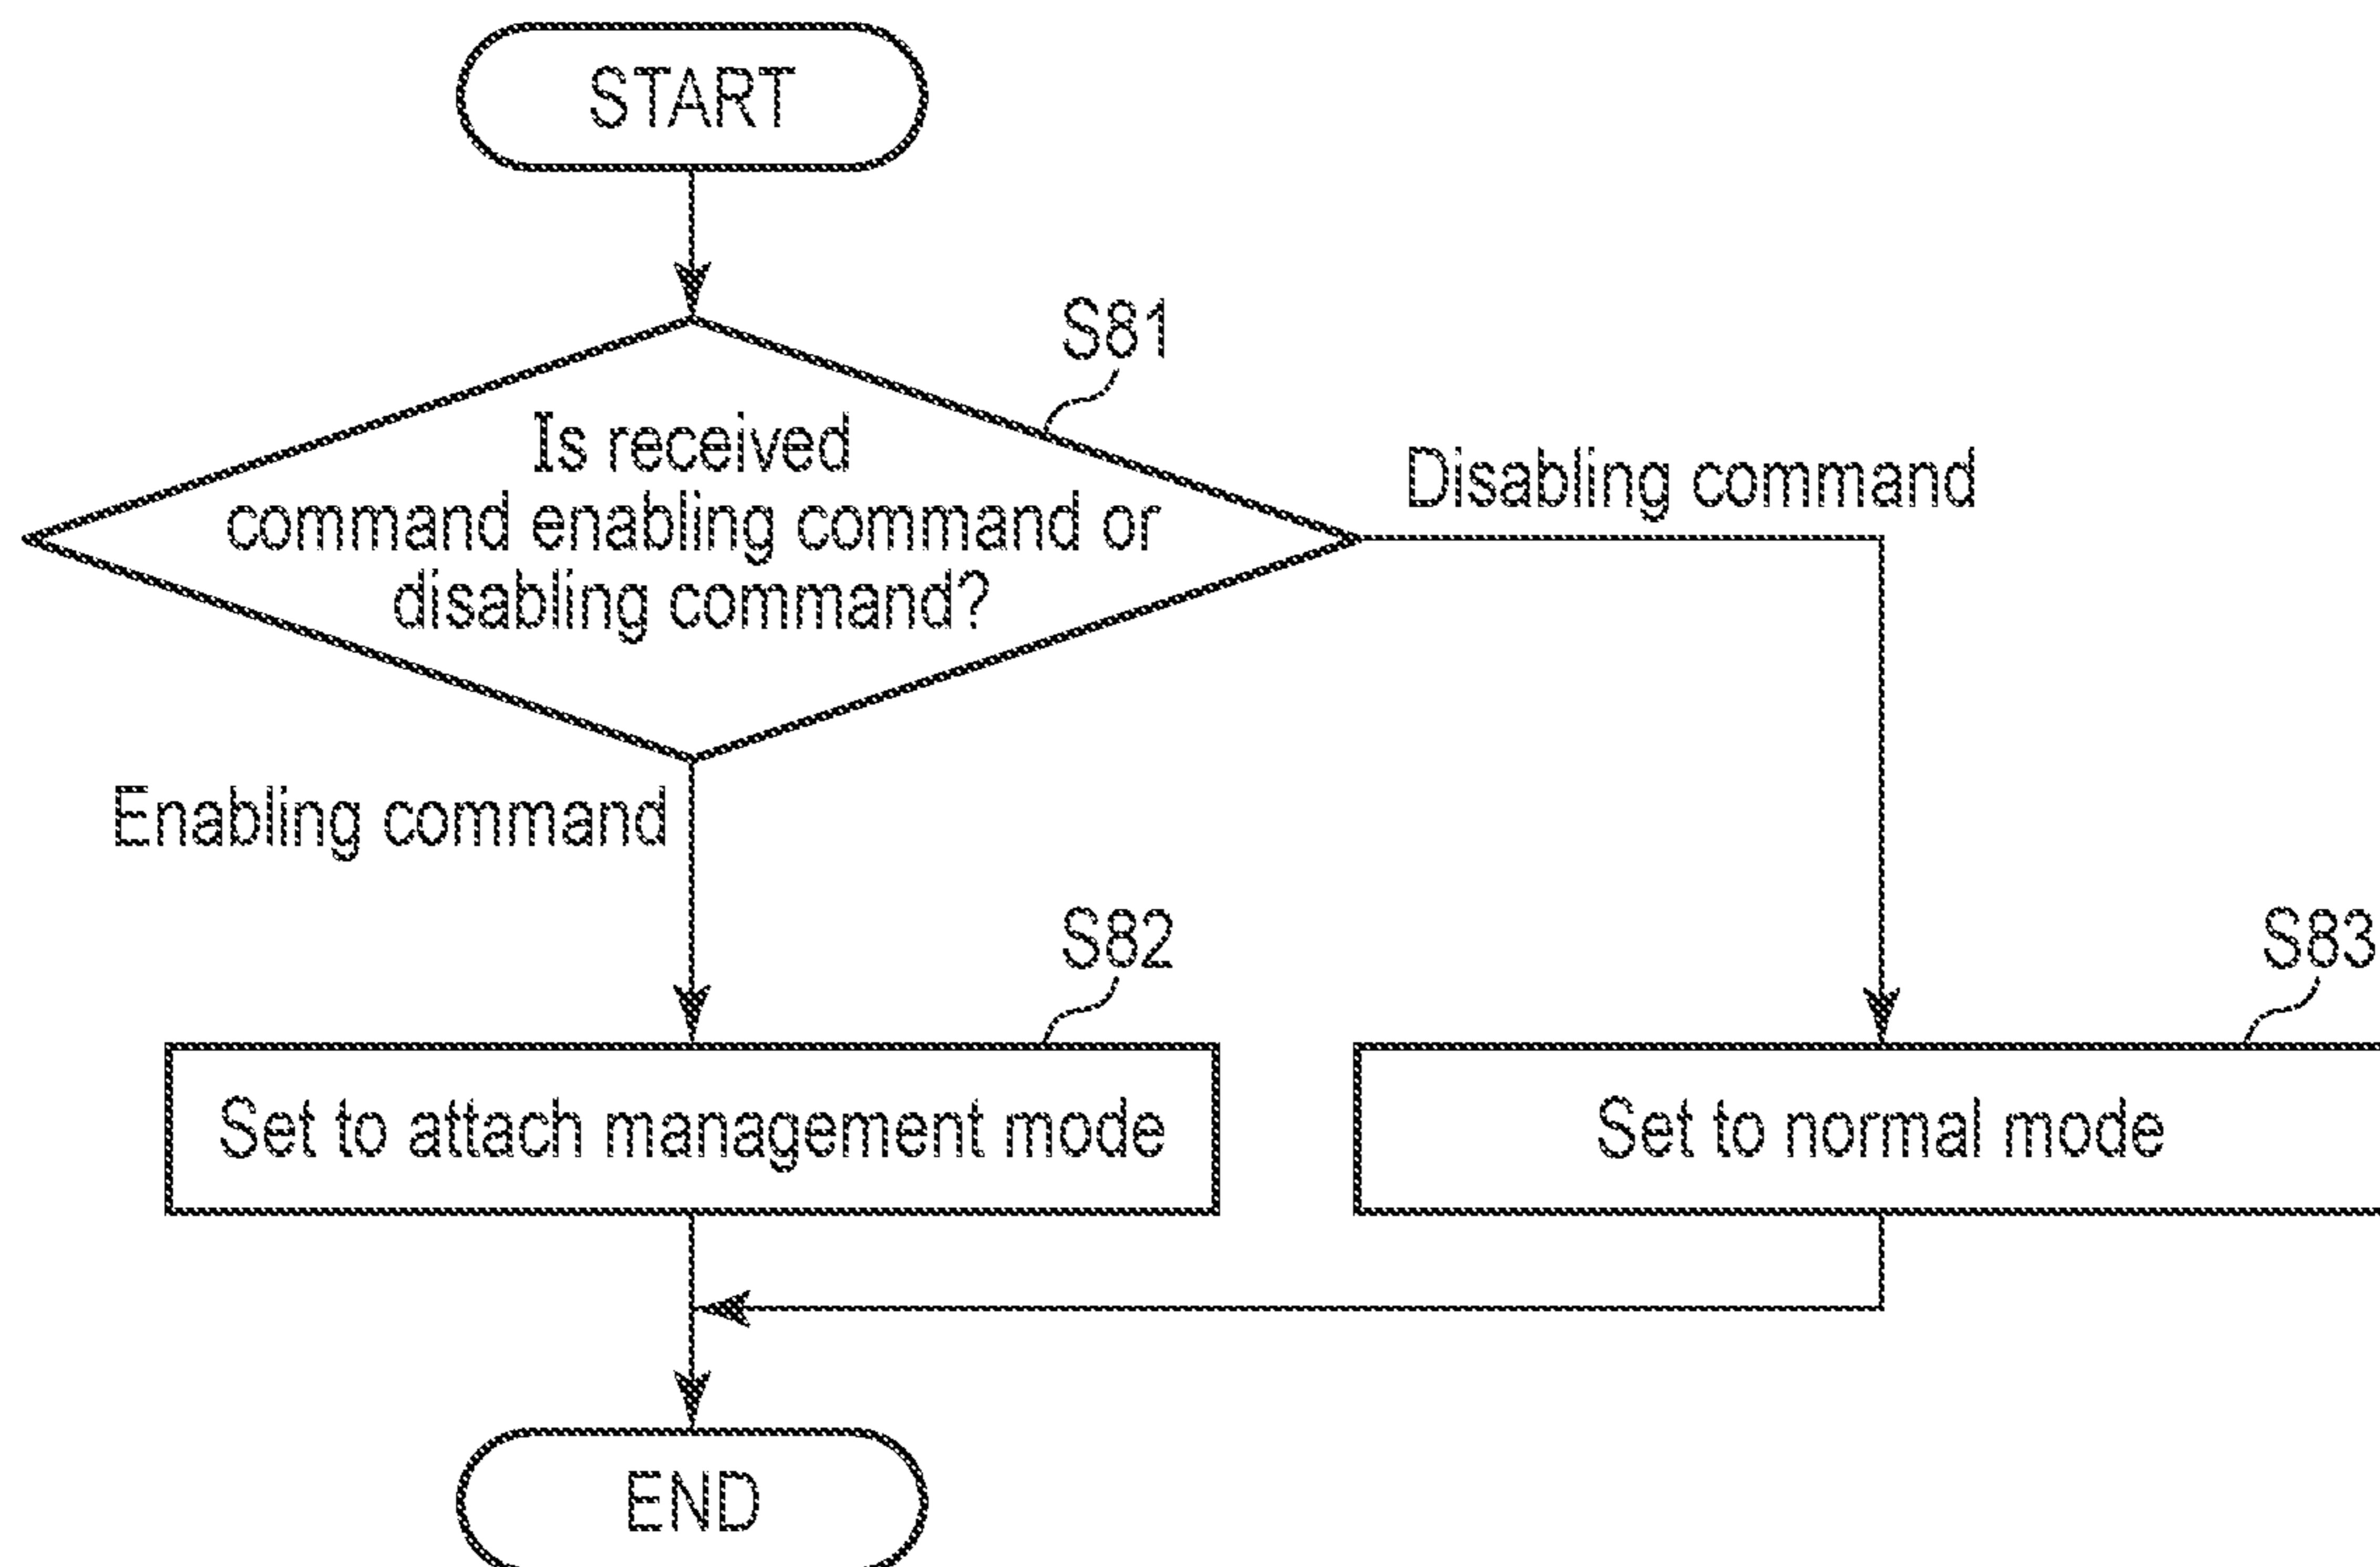 START
S81
Is received
command enabling command or
disabling command?
Disabling command
Enabling command
S82
S83
Set to attach management mode
Set to normal mode
END